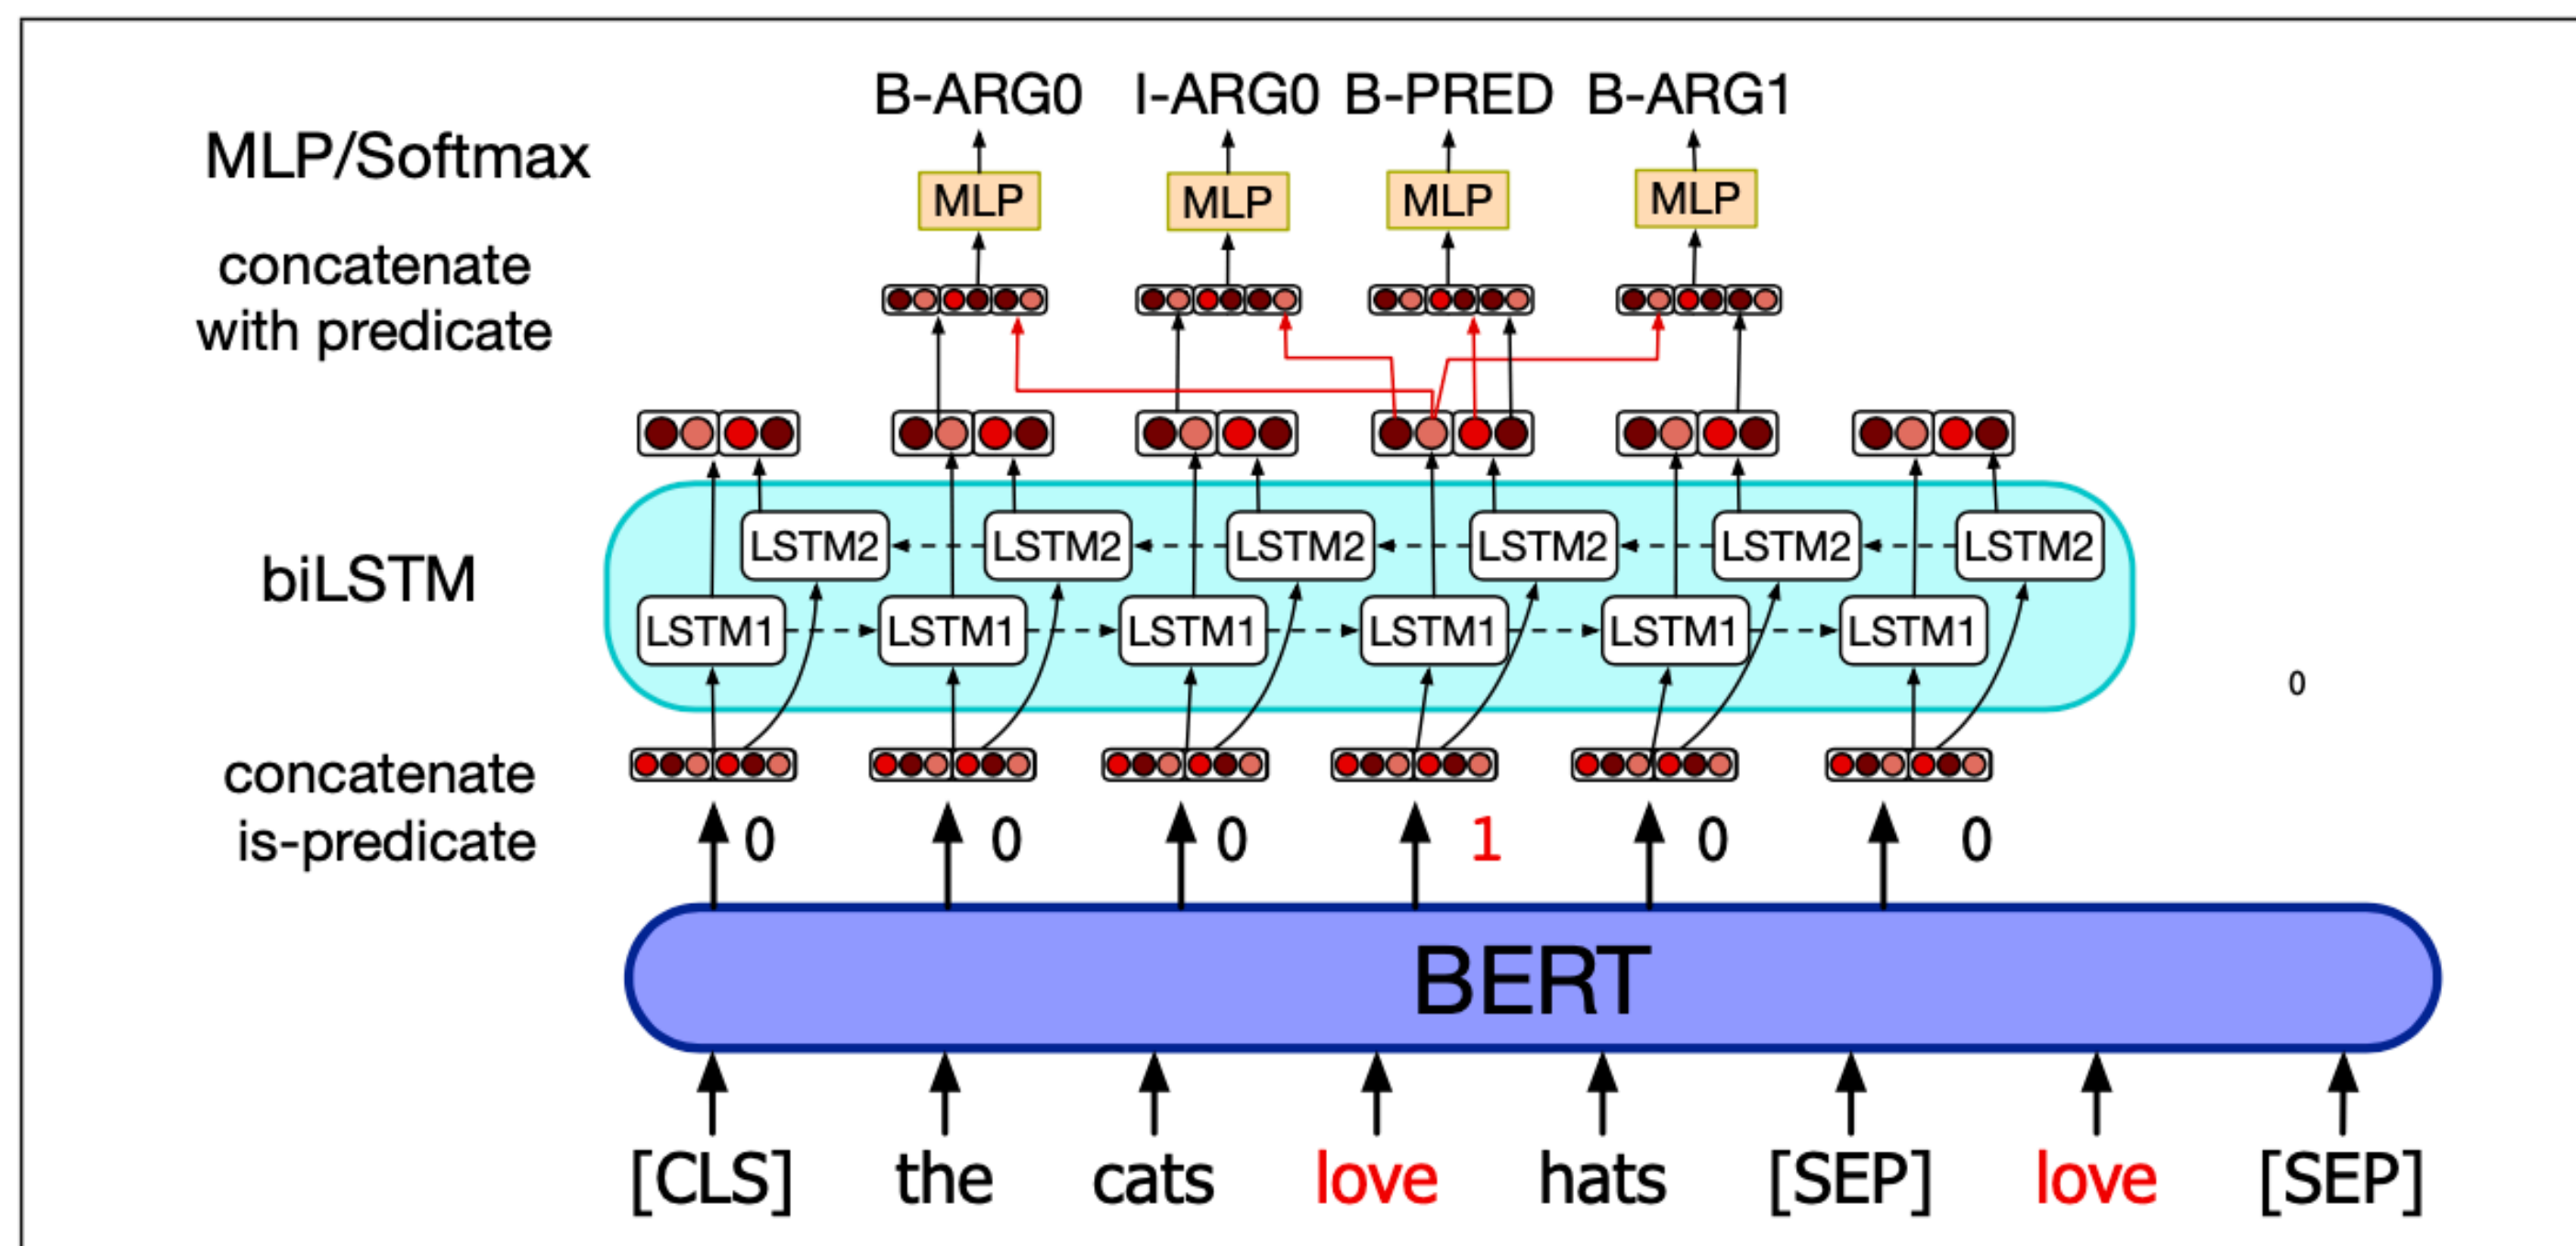 B-ARG0 I-ARG0 B-PRED B-ARG1
MLP/Softmax
MLP MLP MLP MLP
concatenate
with predicate
LSTM2 LSTM2 LSTM2 LSTM2 LSTM2 LSTM2
biLSTM
LSTM1 LSTM1 LSTM1 LSTM1 LSTM1 LSTM1
0
concatenate
is-predicate
0 0 0 1 0 0
BERT
[CLS] the cats love hats [SEP] love [SEP]